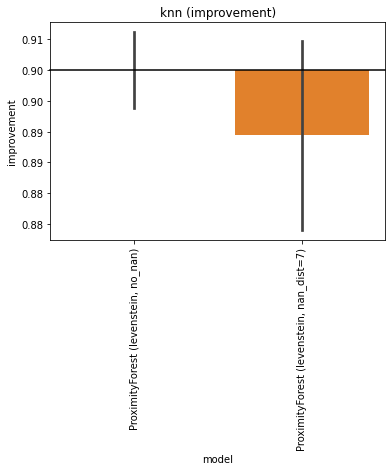 knn (improvement)
0.91
0.90
0.90
0.89
0.89
0.88
0.88
improvement
ProximityForest (levenstein, no_nan)
ProximityForest (levenstein, nan_dist=7)
model